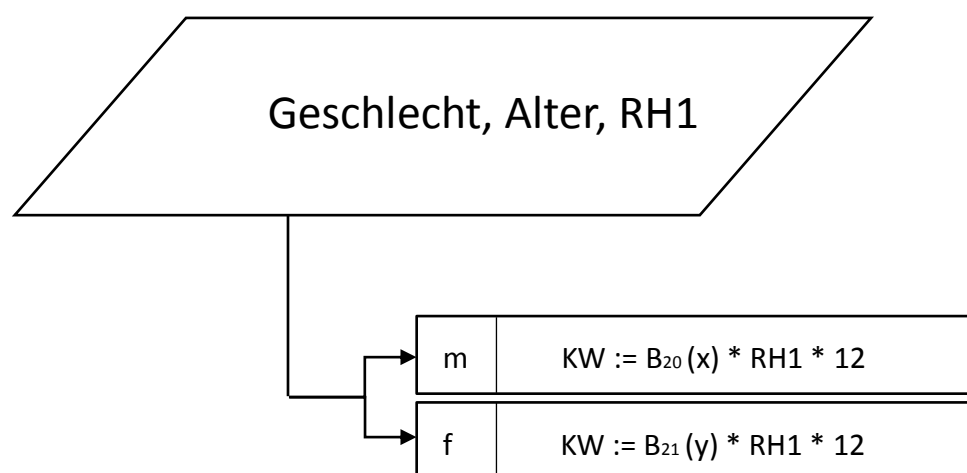 Geschlecht, Alter, RH1
m KW := B₂₀ (x) * RH1 * 12
f KW := B₂₁ (y) * RH1 * 12